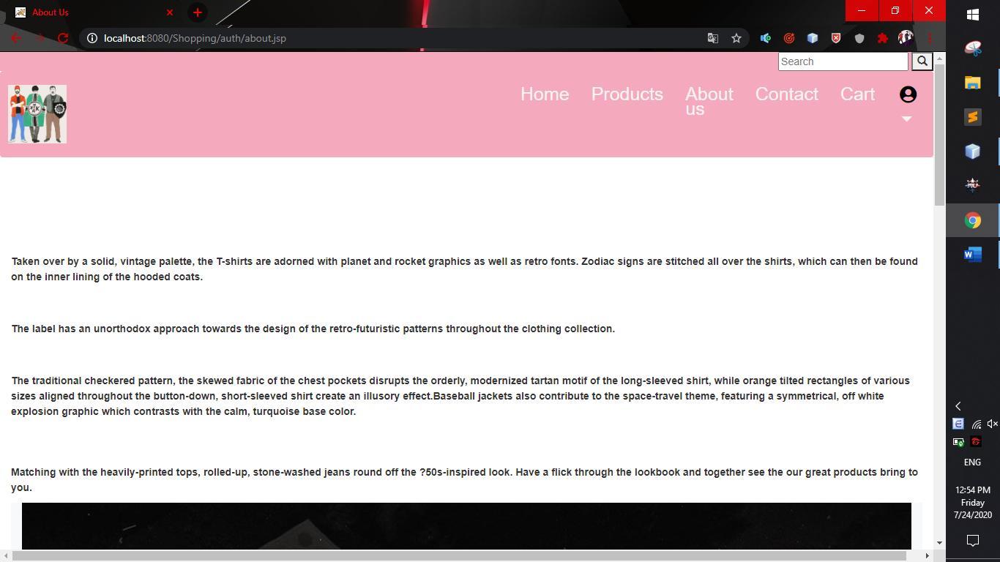 About Us
localhost:8080/Shopping/auth/about.jsp
Search
Home Products About us Contact Cart
Taken over by a solid, vintage palette, the T-shirts are adorned with planet and rocket graphics as well as retro fonts. Zodiac signs are stitched all over the shirts, which can then be found
on the inner lining of the hooded coats.
The label has an unorthodox approach towards the design of the retro-futuristic patterns throughout the clothing collection.
The traditional checkered pattern, the skewed fabric of the chest pockets disrupts the orderly, modernized tartan motif of the long-sleeved shirt, while orange tilted rectangles of various
sizes aligned throughout the button-down, short-sleeved shirt create an illusory effect.Baseball jackets also contribute to the space-travel theme, featuring a symmetrical, off white
explosion graphic which contrasts with the calm, turquoise base color.
Matching with the heavily-printed tops, rolled-up, stone-washed jeans round off the ?50s-inspired look. Have a flick through the lookbook and together see the our great products bring to
you.
ENG
12:54 PM
Friday
7/24/2020